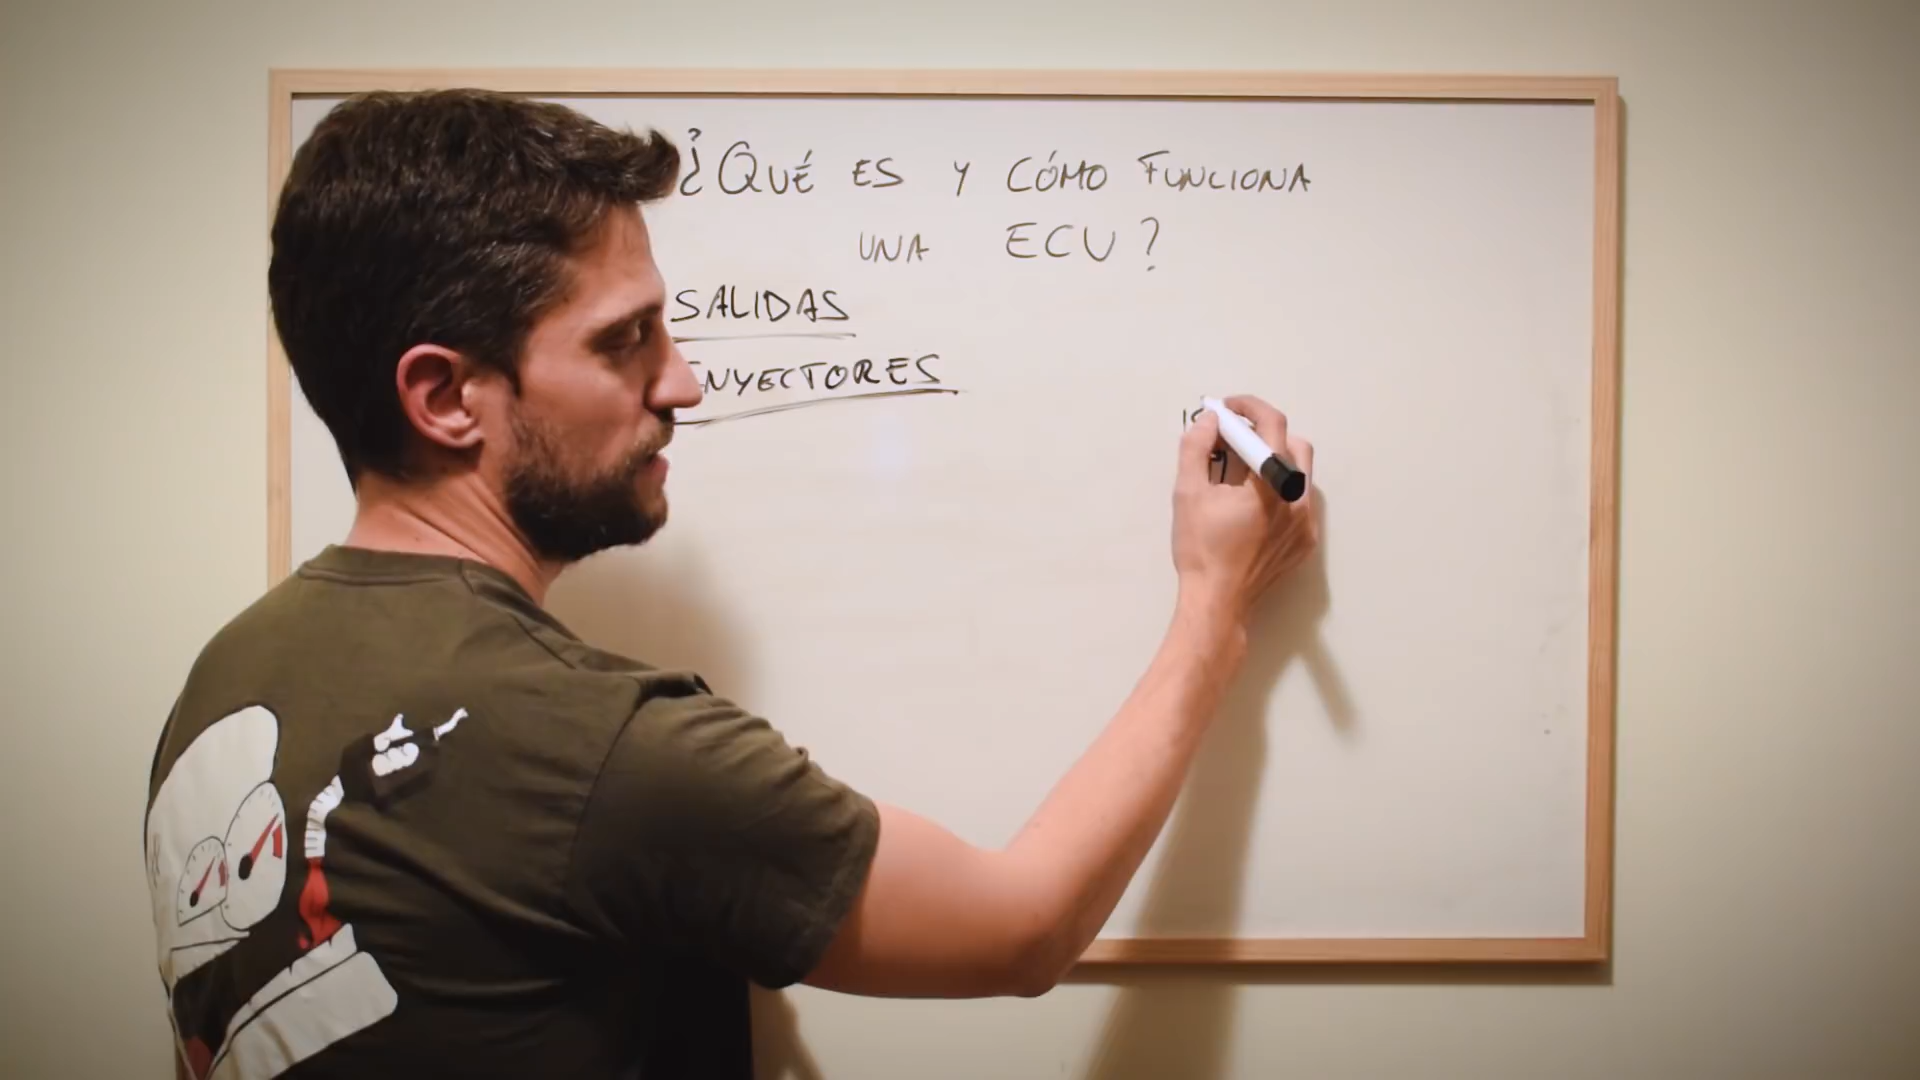 ¿QUÉ ES Y CÓMO FUNCIONA
UNA ECU?
SALIDAS
INYECTORES